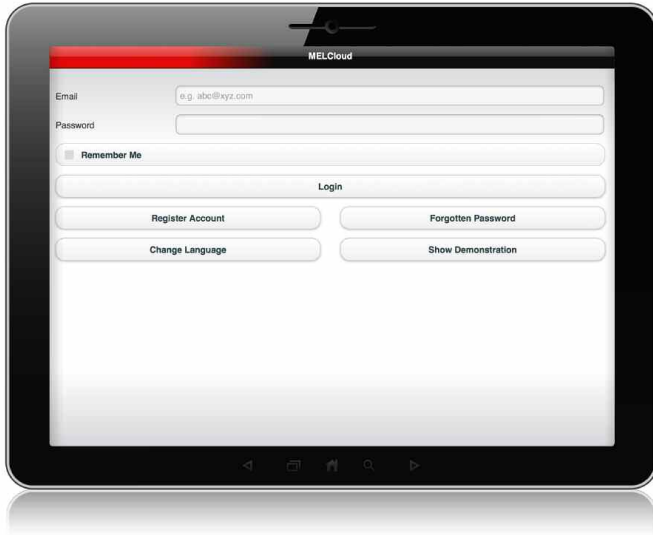 MELCloud
Email e.g. abc@xyz.com
Password
Remember Me
Login
Register Account Forgotten Password
Change Language Show Demonstration